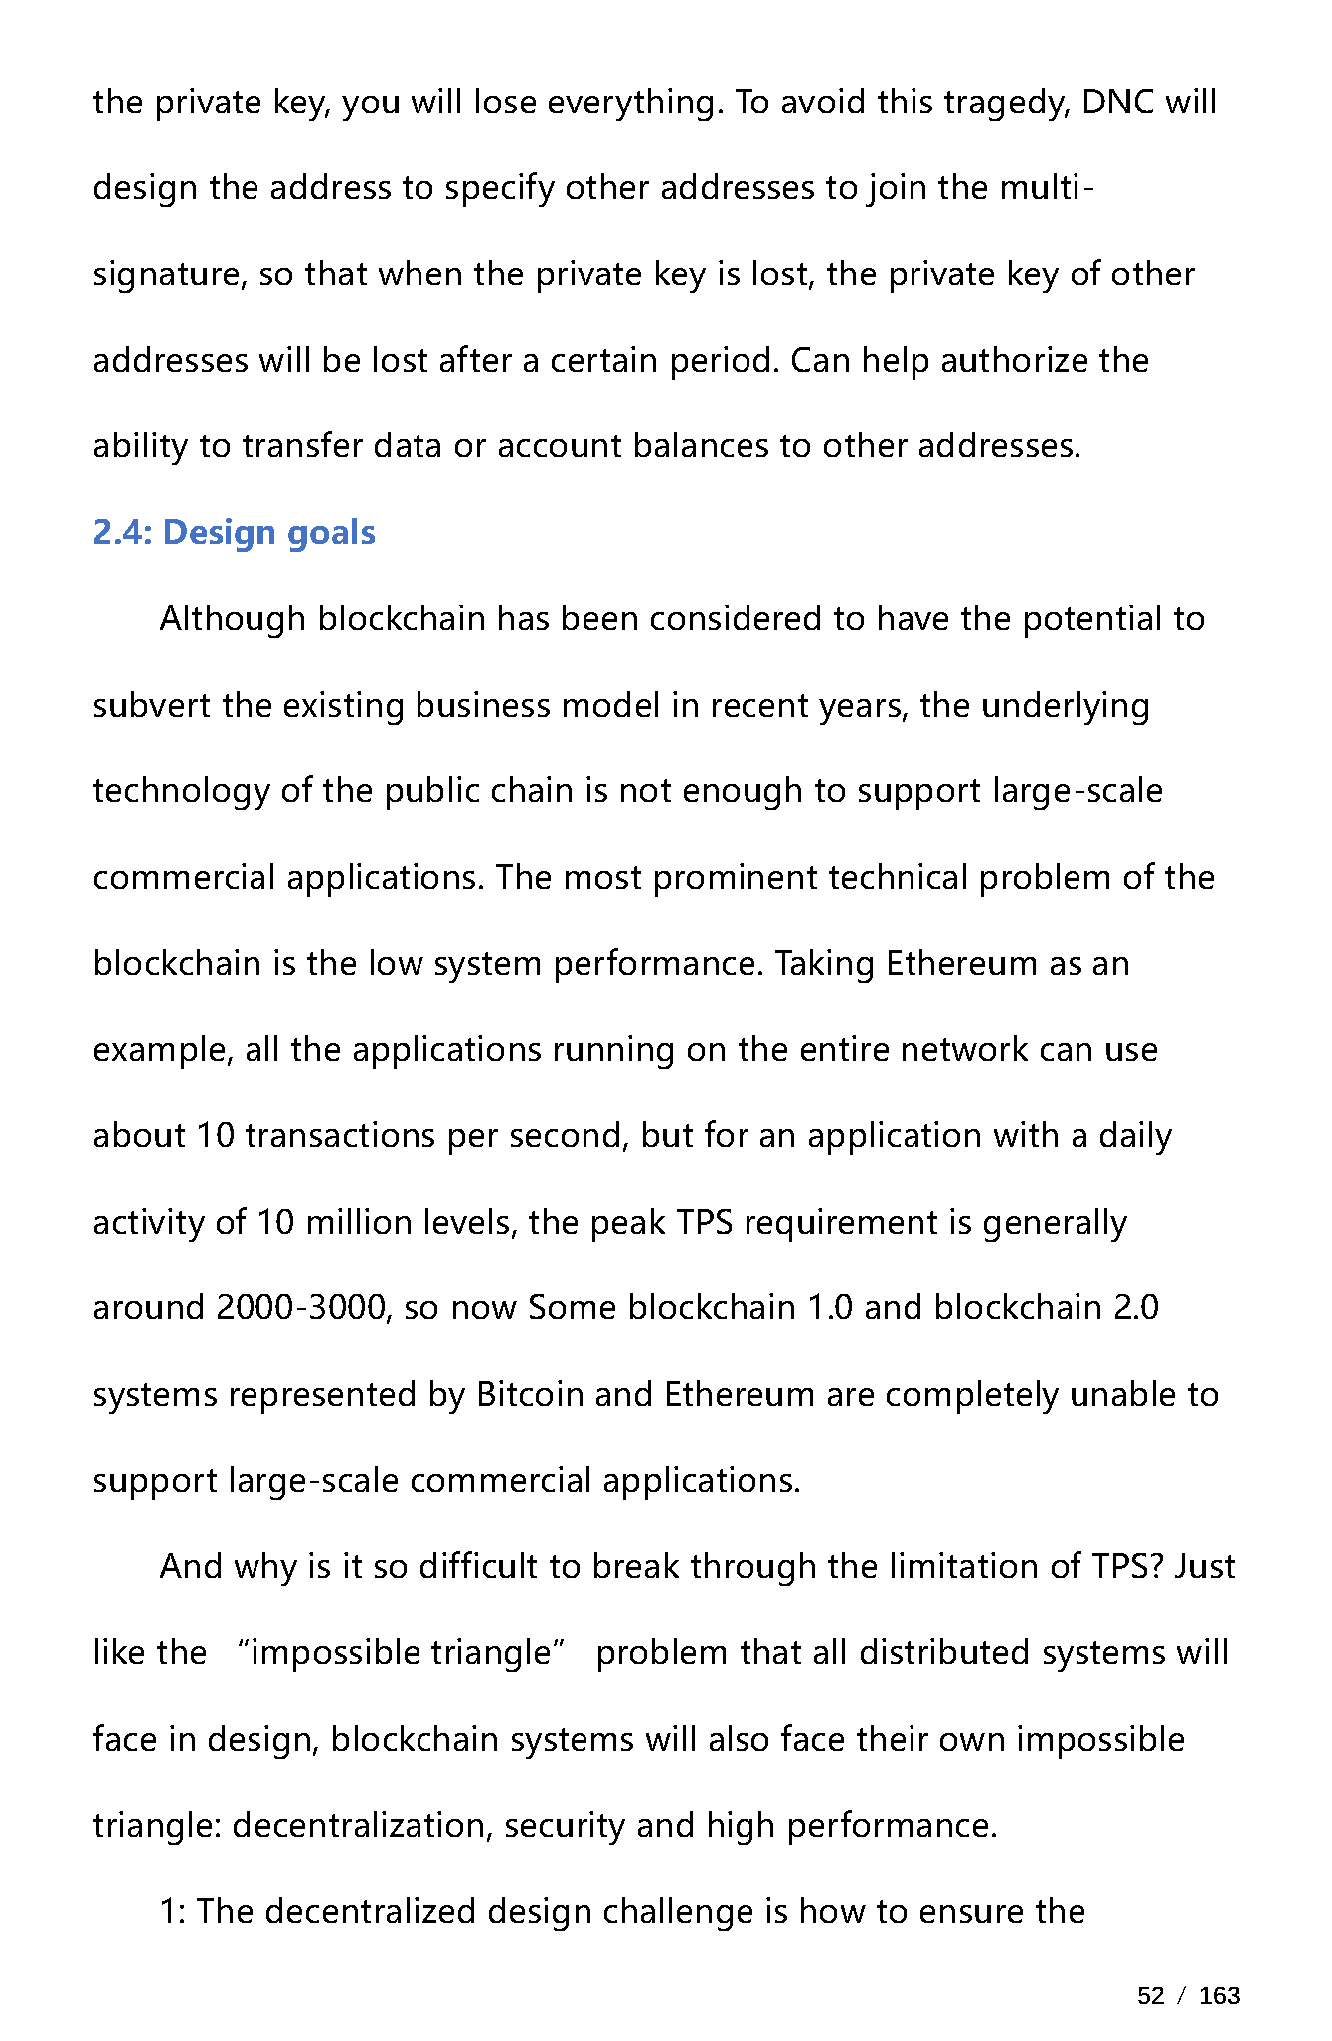 the private key, you will lose everything. To avoid this tragedy, DNC will
design the address to specify other addresses to join the multi-
signature, so that when the private key is lost, the private key of other
addresses will be lost after a certain period. Can help authorize the
ability to transfer data or account balances to other addresses.
2.4: Design goals
Although blockchain has been considered to have the potential to
subvert the existing business model in recent years, the underlying
technology of the public chain is not enough to support large-scale
commercial applications. The most prominent technical problem of the
blockchain is the low system performance. Taking Ethereum as an
example, all the applications running on the entire network can use
about 10 transactions per second, but for an application with a daily
activity of 10 million levels, the peak TPS requirement is generally
around 2000-3000, so now Some blockchain 1.0 and blockchain 2.0
systems represented by Bitcoin and Ethereum are completely unable to
support large-scale commercial applications.
And why is it so difficult to break through the limitation of TPS? Just
like the “impossible triangle” problem that all distributed systems will
face in design, blockchain systems will also face their own impossible
triangle: decentralization, security and high performance.
1: The decentralized design challenge is how to ensure the
52 / 163